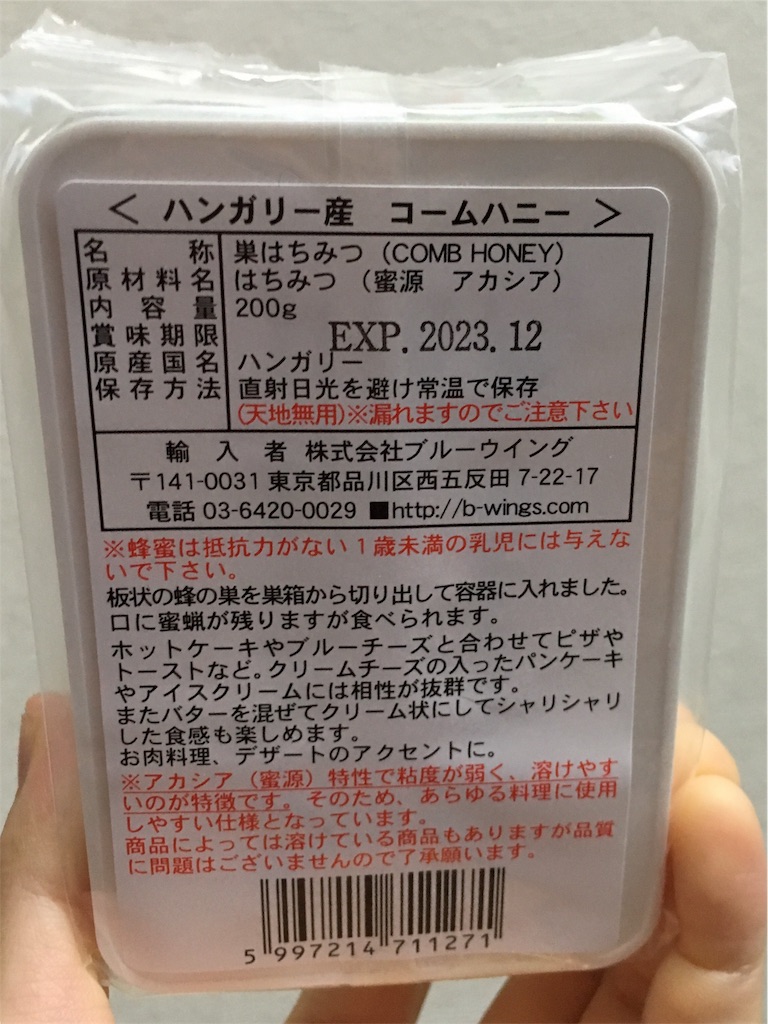 ＜ ハンガリー産 コームハニー ＞
名称 巣はちみつ（COMB HONEY）
原材料名 はちみつ （蜜源 アカシア）
内容量 200g
賞味期限 EXP. 2023. 12
原産国名 ハンガリー
保存方法 直射日光を避け常温で保存
(天地無用)※漏れますのでご注意下さい
輸入者 株式会社ブルーウイング
〒141-0031 東京都品川区西五反田 7-22-17
電話 03-6420-0029 ■http://b-wings.com
※蜂蜜は抵抗力がない１歳未満の乳児には与えな
いで下さい。
板状の蜂の巣を巣箱から切り出して容器に入れました。
口に蜜蝋が残りますが食べられます。
ホットケーキやブルーチーズと合わせてピザや
トーストなど。クリームチーズの入ったパンケーキ
やアイスクリームには相性が抜群です。
またバターを混ぜてクリーム状にしてシャリシャリ
した食感も楽しめます。
お肉料理、デザートのアクセントに。
※アカシア（蜜源）特性で粘度が弱く、溶けやす
いのが特徴です。そのため、あらゆる料理に使用
しやすい仕様となっています。
商品によっては溶けている商品もありますが品質
に問題はございませんので了承願います。
5 997214 711271